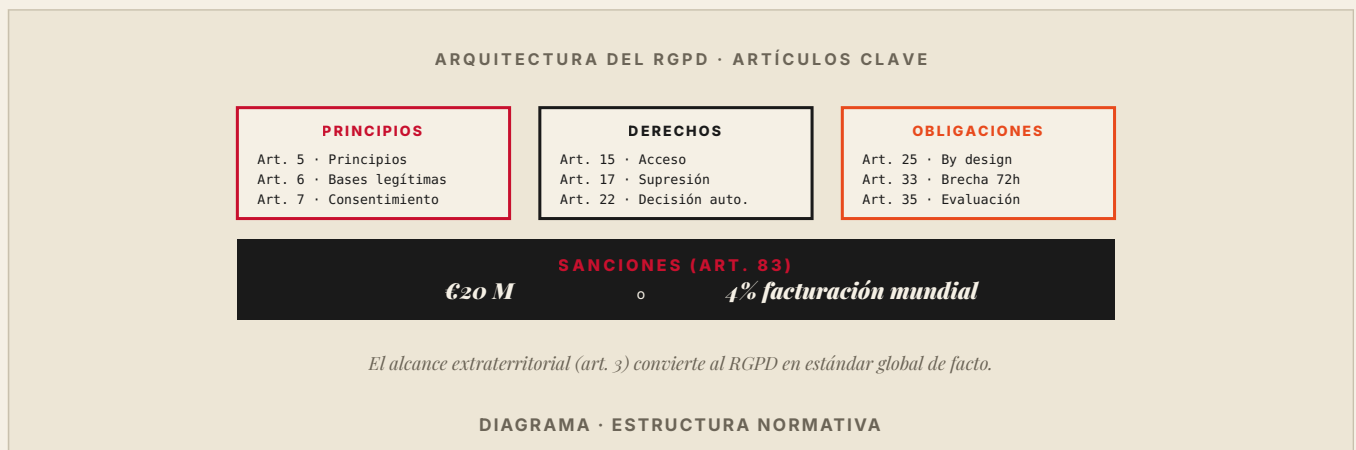 ARQUITECTURA DEL RGPD · ARTÍCULOS CLAVE
PRINCIPIOS
Art. 5 · Principios
Art. 6 · Bases legítimas
Art. 7 · Consentimiento
DERECHOS
Art. 15 · Acceso
Art. 17 · Supresión
Art. 22 · Decisión auto.
OBLIGACIONES
Art. 25 · By design
Art. 33 · Brecha 72h
Art. 35 · Evaluación
SANCIONES (ART. 83)
€20 M o 4% facturación mundial
El alcance extraterritorial (art. 3) convierte al RGPD en estándar global de facto.
DIAGRAMA · ESTRUCTURA NORMATIVA